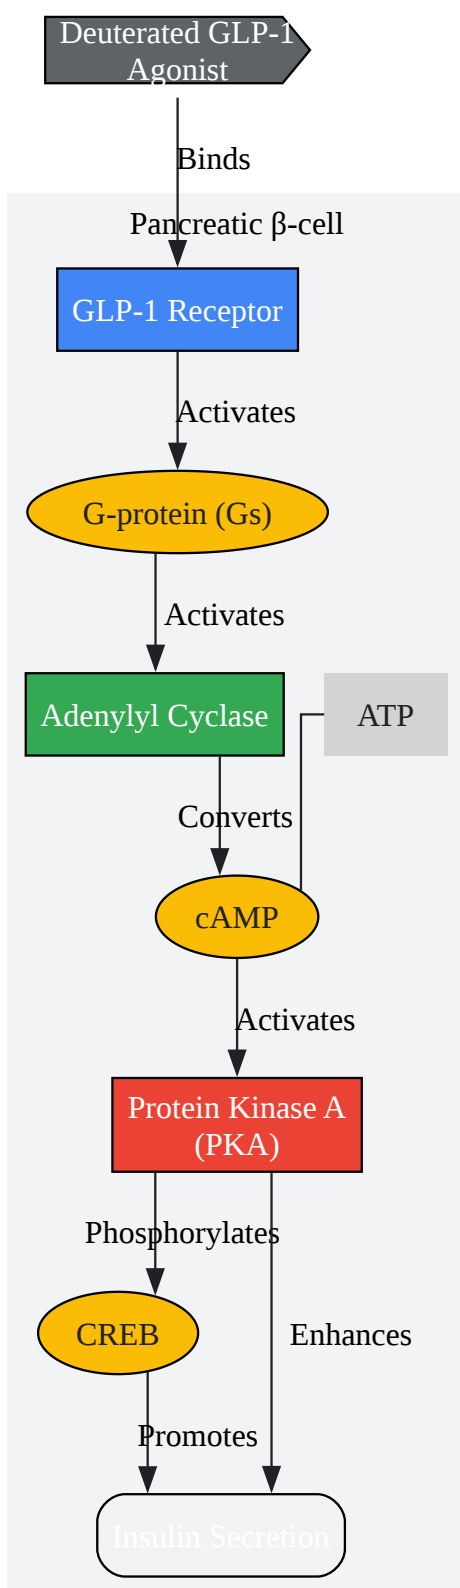 Deuterated GLP-1
Agonist
Binds
Pancreatic β-cell
GLP-1 Receptor
Activates
G-protein (Gs)
Activates
Adenylyl Cyclase
ATP
Converts
cAMP
Activates
Protein Kinase A
(PKA)
Phosphorylates
CREB
Enhances
Promotes
Insulin Secretion